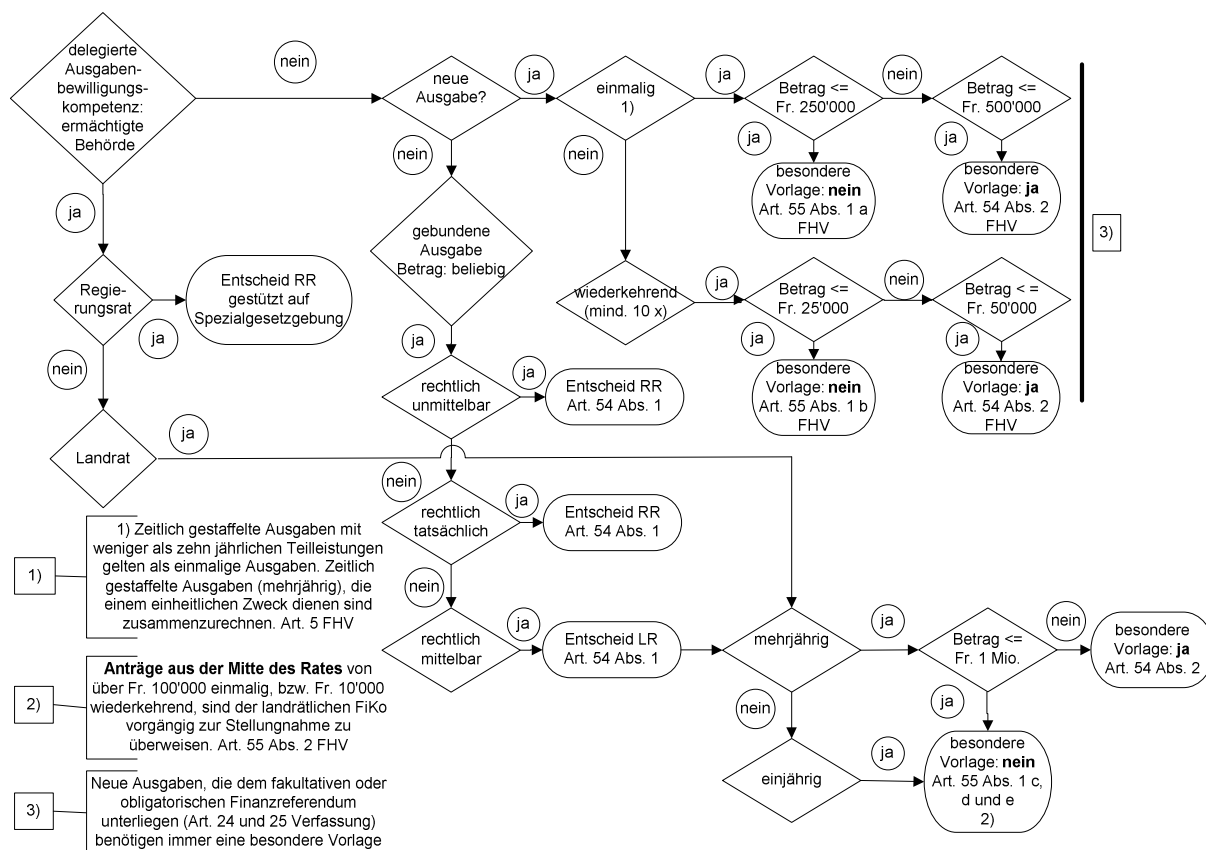 delegierte
Ausgaben-
bewilligungs-
kompetenz:
ermächtigte
Behörde
nein
neue
Ausgabe?
ja
einmalig
1)
ja
Betrag <=
Fr. 250'000
nein
Betrag <=
Fr. 500'000
ja
nein
nein
ja
besondere
Vorlage: nein
Art. 55 Abs. 1 a
FHV
ja
besondere
Vorlage: ja
Art. 54 Abs. 2
FHV
3)
gebundene
Ausgabe
Betrag: beliebig
Regie-
rungsrat
ja
Entscheid RR
gestützt auf
Spezialgesetzgebung
wiederkehrend
(mind. 10 x)
ja
Betrag <=
Fr. 25'000
nein
Betrag < =
Fr. 50'000
nein
ja
ja
besondere
Vorlage: nein
Art. 55 Abs. 1 b
FHV
ja
besondere
Vorlage: ja
Art. 54 Abs. 2
FHV
rechtlich
unmittelbar
ja
Entscheid RR
Art. 54 Abs. 1
Landrat
ja
nein
rechtlich
tatsächlich
ja
Entscheid RR
Art. 54 Abs. 1
nein
rechtlich
mittelbar
ja
Entscheid LR
Art. 54 Abs. 1
mehrjährig
ja
Betrag <=
Fr. 1 Mio.
nein
besondere
Vorlage: ja
Art. 54 Abs. 2
nein
ja
einjährig
ja
besondere
Vorlage: nein
Art. 55 Abs. 1 c,
d und e
2)
1)
1) Zeitlich gestaffelte Ausgaben mit
weniger als zehn jährlichen Teilleistungen
gelten als einmalige Ausgaben. Zeitlich
gestaffelte Ausgaben (mehrjährig), die
einem einheitlichen Zweck dienen sind
zusammenzurechnen. Art. 5 FHV
2)
Anträge aus der Mitte des Rates von
über Fr. 100'000 einmalig, bzw. Fr. 10'000
wiederkehrend, sind der landrätlichen FiKo
vorgängig zur Stellungnahme zu
überweisen. Art. 55 Abs. 2 FHV
3)
Neue Ausgaben, die dem fakultativen oder
obligatorischen Finanzreferendum
unterliegen (Art. 24 und 25 Verfassung)
benötigen immer eine besondere Vorlage